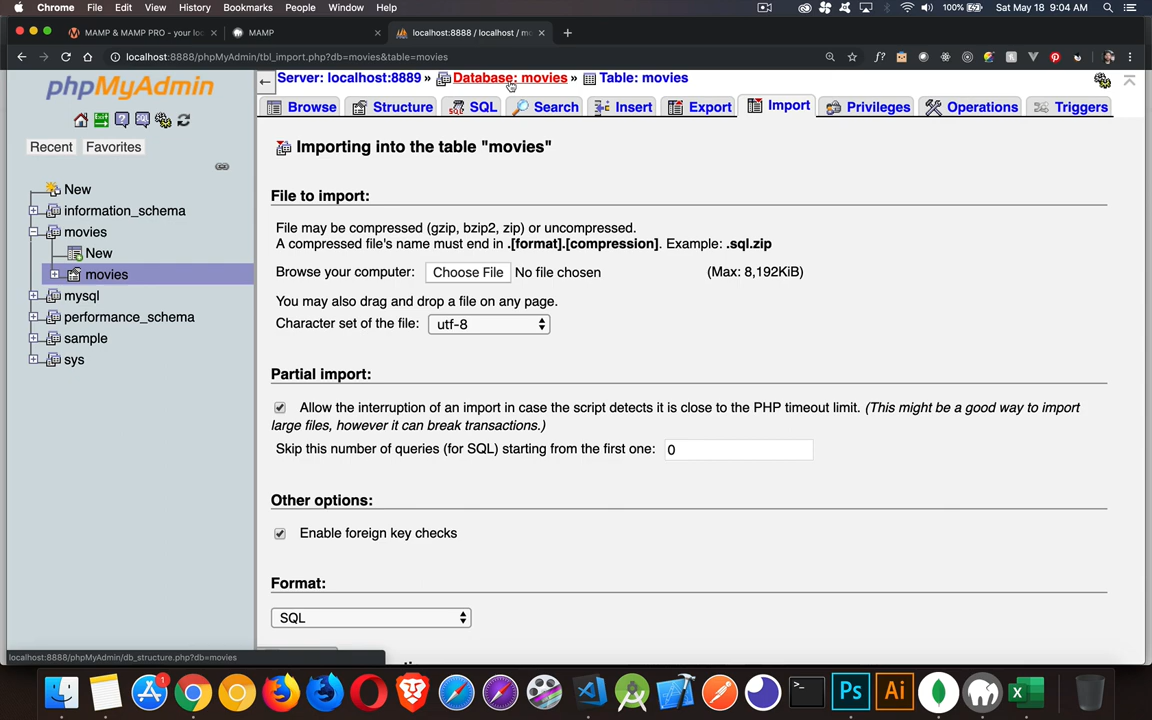 Chrome File Edit View History Bookmarks People Window Help 100% Sat May 18 9:04 AM
MAMP & MAMP PRO - your lo × MAMP × localhost:8888 / localhost / mo × +
localhost:8888/phpMyAdmin/tbl_import.php?db=movies&table=movies
phpMyAdmin
Recent Favorites
New
information_schema
movies
New
movies
mysql
performance_schema
sample
sys
Server: localhost:8889 » Database: movies » Table: movies
Browse Structure SQL Search Insert Export Import Privileges Operations Triggers
Importing into the table "movies"
File to import:
File may be compressed (gzip, bzip2, zip) or uncompressed.
A compressed file's name must end in .[format].[compression]. Example: .sql.zip
Browse your computer: Choose File No file chosen (Max: 8,192KiB)
You may also drag and drop a file on any page.
Character set of the file: utf-8
Partial import:
Allow the interruption of an import in case the script detects it is close to the PHP timeout limit. (This might be a good way to import
large files, however it can break transactions.)
Skip this number of queries (for SQL) starting from the first one: 0
Other options:
Enable foreign key checks
Format:
SQL
localhost:8888/phpMyAdmin/db_structure.php?db=movies
1
Ps Ai